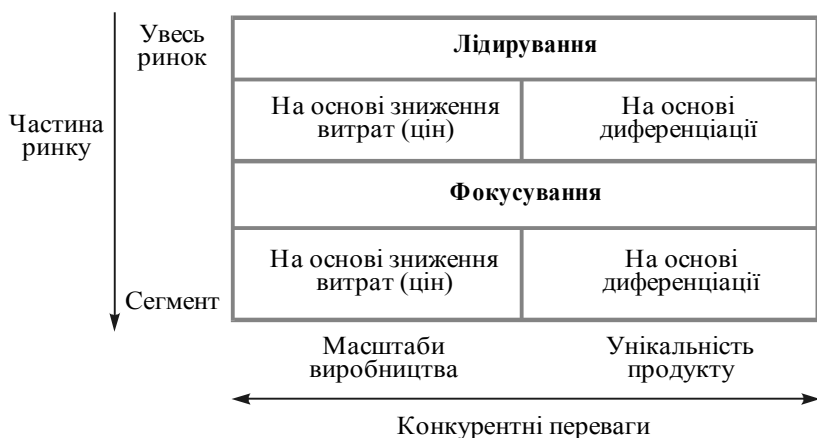 Увесь
ринок
Лідирування
Частина
ринку
На основі зниження
витрат (цін)
На основі
диференціації
Фокусування
Сегмент
На основі зниження
витрат (цін)
На основі
диференціації
Масштаби
виробництва
Унікальність
продукту
Конкурентні переваги